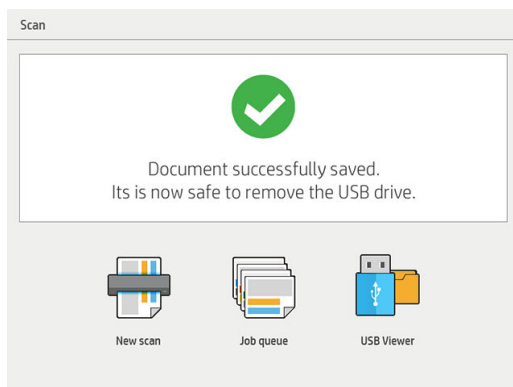 Scan
Document successfully saved.
Its is now safe to remove the USB drive.
New scan
Job queue
USB Viewer